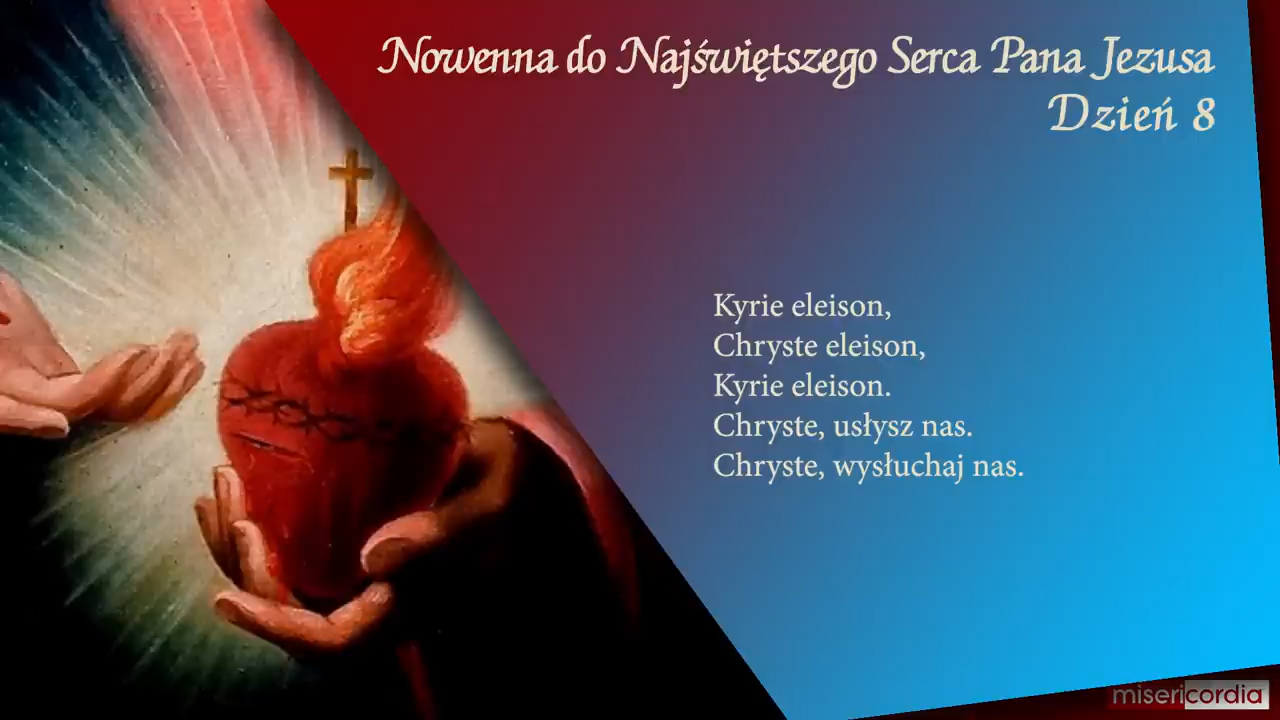 Nowenna do Najświętszego Serca Pana Jezusa
Dzień 8
Kyrie eleison,
Chryste eleison,
Kyrie eleison.
Chryste, usłysz nas.
Chryste, wysłuchaj nas.
misericordia